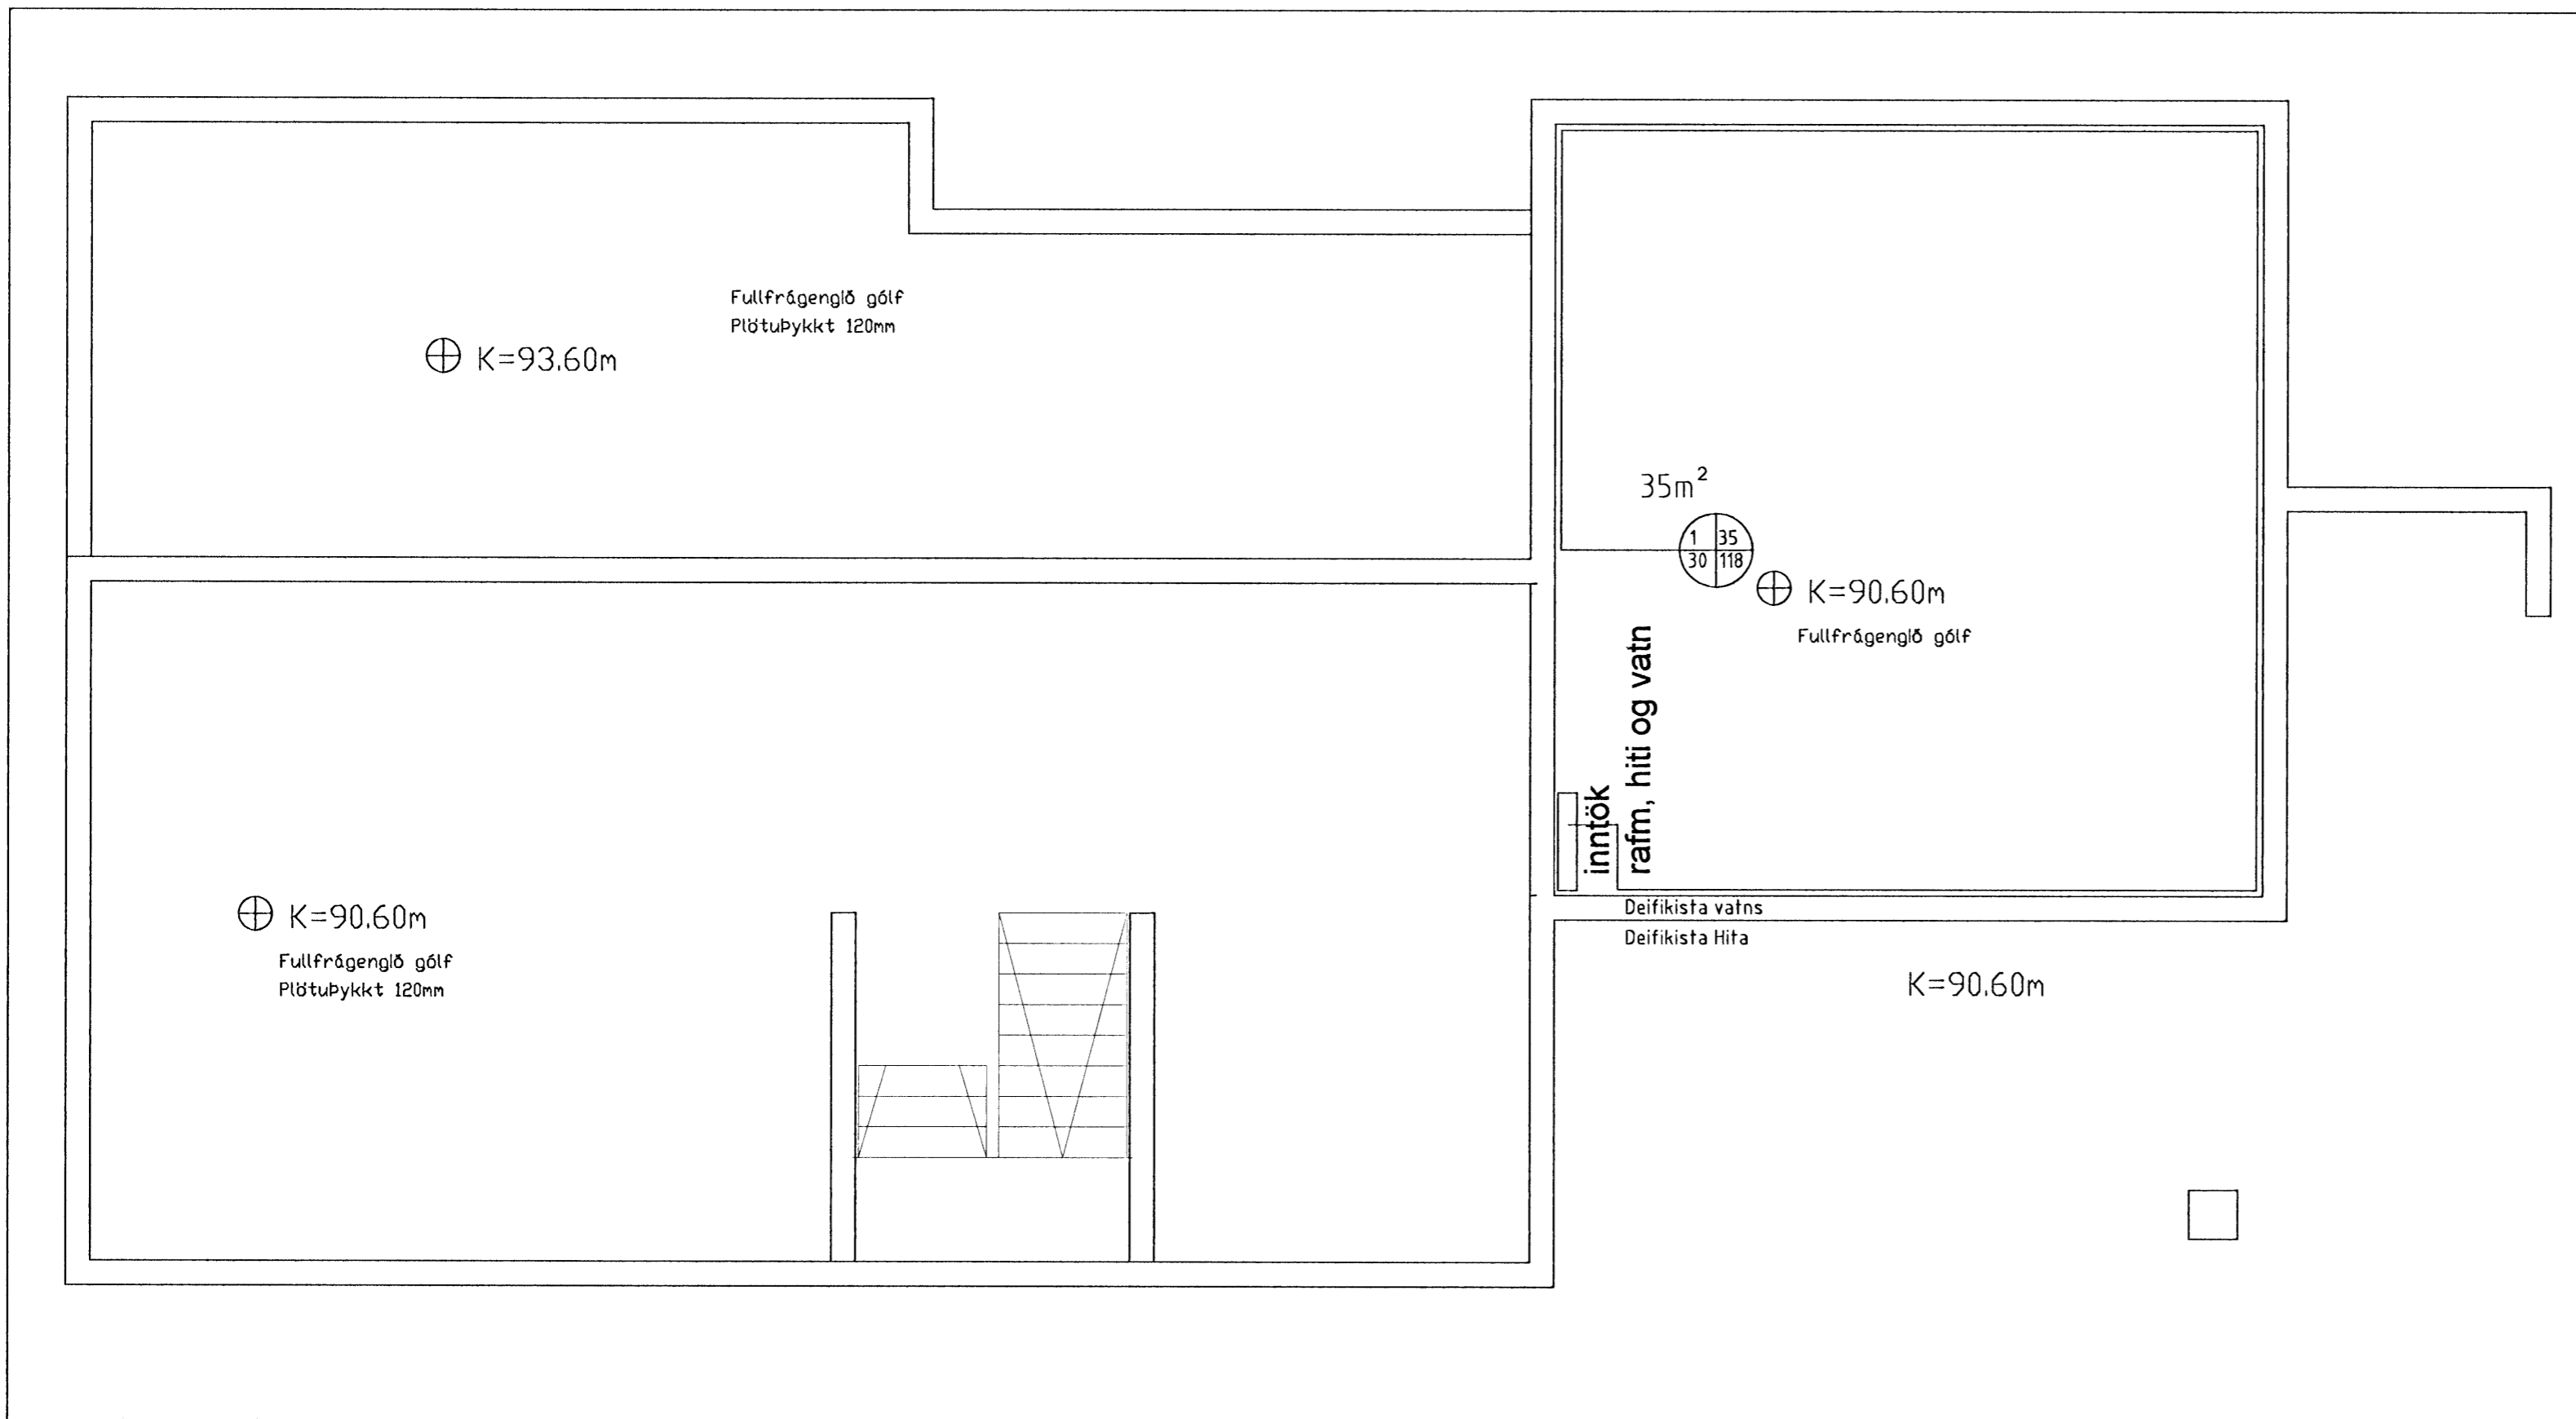 Fullfrágengið gólf
Plötuþykkt 120mm
K=93.60m
35m²
1 35
30 118
K=90.60m
Fullfrágengið gólf
inntök
rafm, hiti og vatn
K=90.60m
Fullfrágengið gólf
Plötuþykkt 120mm
Deifikista vatns
Deifikista Hita
K=90.60m